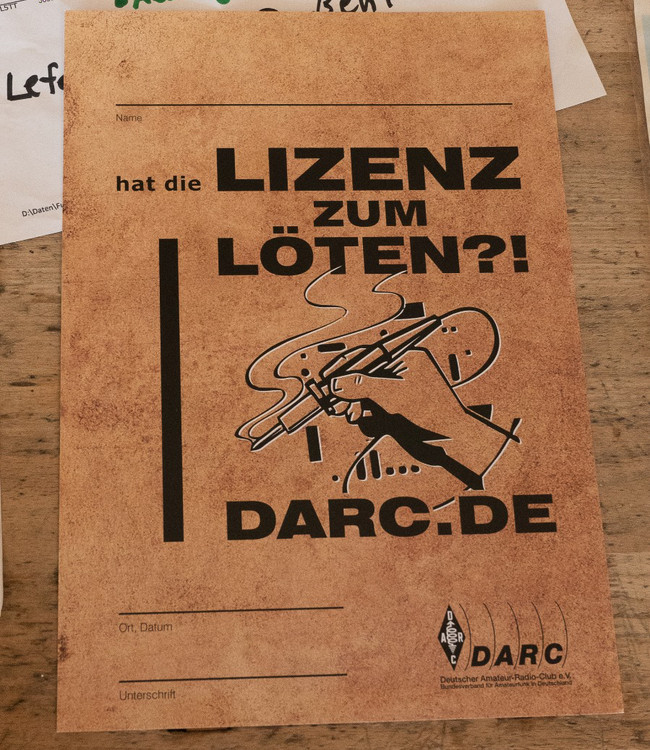 Name
hat die LIZENZ
ZUM
LÖTEN?!
DARC.DE
Ort, Datum
Unterschrift
D
A R
C
DARC
Deutscher Amateur-Radio-Club e.V.
Bundesverband für Amateurfunk in Deutschland
D:\Daten\Fu
Lefe